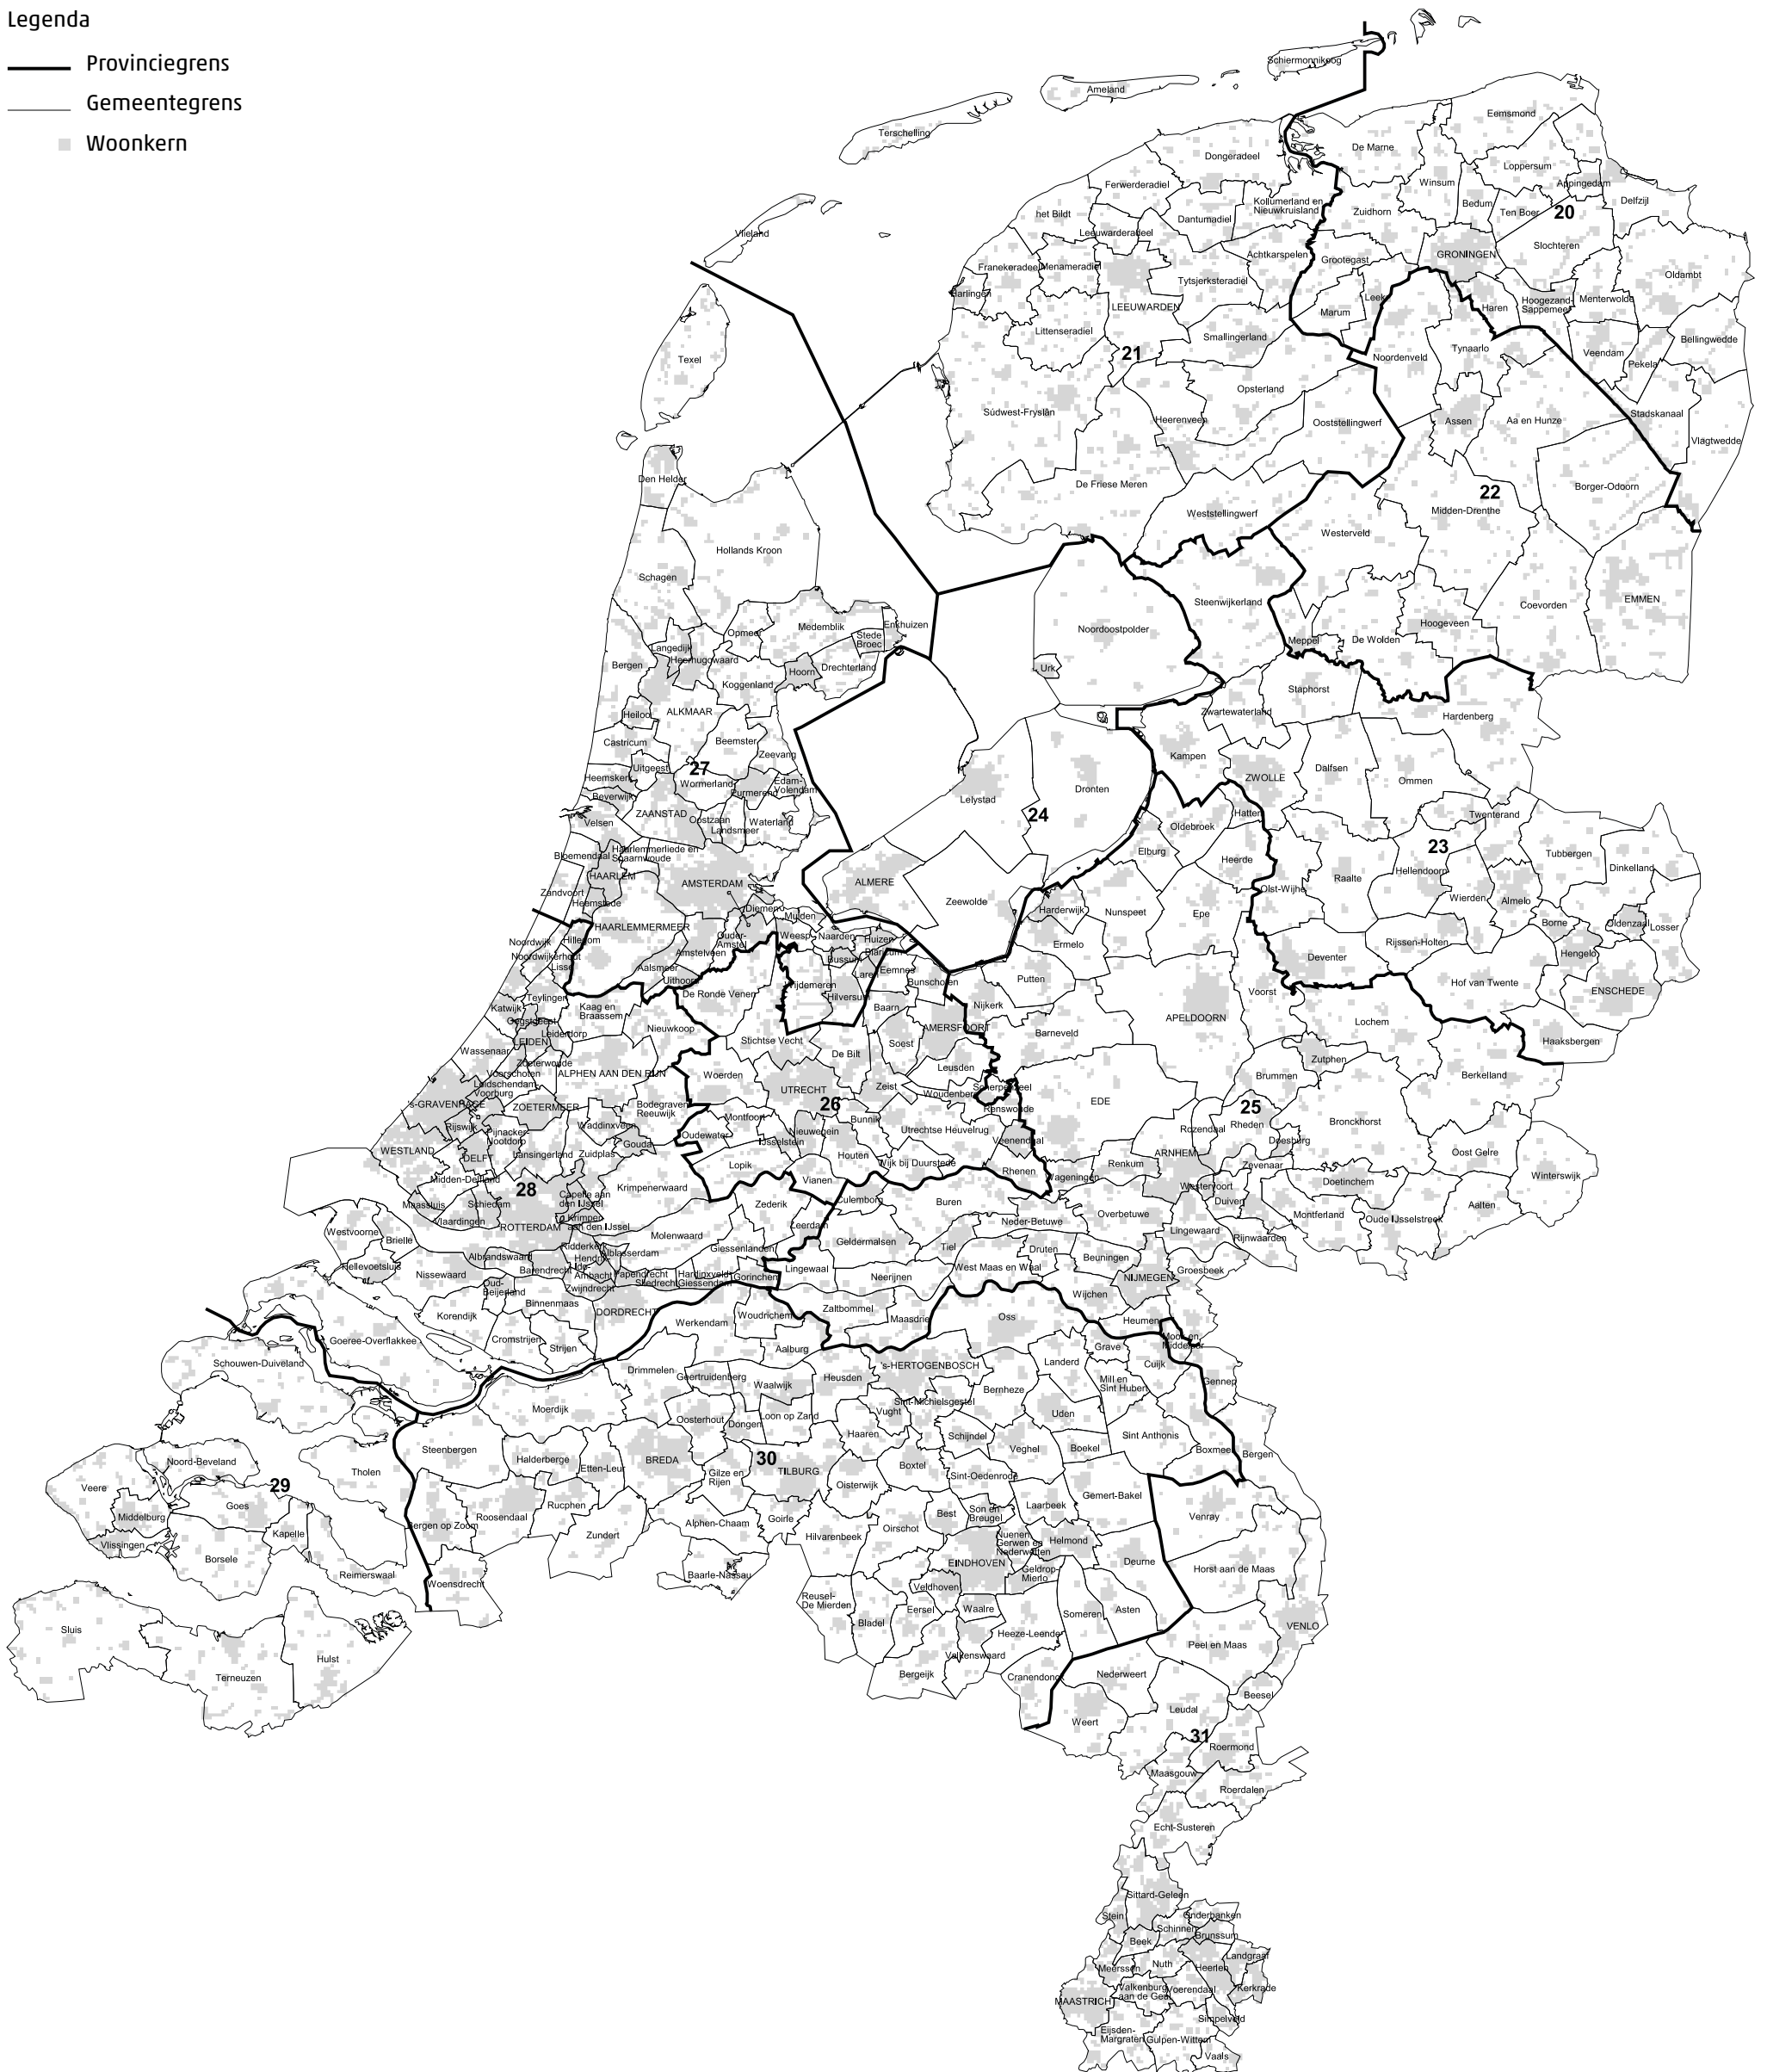 Legenda
Provinciegrens
Gemeentegrens
Woonkern
Schiermonnikoog
Ameland
Terschelling
Vlieland
Texel
Eemsmond
De Marne
Dongeradeel
Loppersum
Ferwerderadiel
Winsum
Appingedam
Delfzijl
Kollumerland en
Nieuwkruisland
Bedum
Ten Boer
20
het Bildt
Dantumadiel
Zuidhorn
Leeuwarderadeel
Slochteren
Achtkarspelen
Grootegast
GRONINGEN
Franekeradeel
Menameradiel
Tytsjerksteradiel
Oldambt
Harlingen
Leek
Hoogezand-
Sappemeer
Menterwolde
LEEUWARDEN
Marum
Haren
Littenseradiel
Smallingerland
Bellingwedde
21
Noordenveld
Tynaarlo
Veendam
Pekela
Opsterland
Súdwest-Fryslân
Heerenveen
Ooststellingwerf
Assen
Aa en Hunze
Stadskanaal
Vlagtwedde
De Friese Meren
22
Borger-Odoorn
Midden-Drenthe
Weststellingwerf
Westerveld
Den Helder
Hollands Kroon
Schagen
Steenwijkerland
Coevorden
EMMEN
Noordoostpolder
Hoogeveen
De Wolden
Meppel
Urk
Medemblik
Enkhuizen
Opmeer
Stede
Broec
Langedijk
Heerhugowaard
Bergen
Hoorn
Drechterland
Koggenland
Staphorst
Heiloo
ALKMAAR
Zwartewaterland
Hardenberg
Castricum
Beemster
Zeevang
Kampen
Uitgeest
27
Dalfsen
Heemskerk
Wormerland
Edam-
Volendam
ZWOLLE
Ommen
Beverwijk
Purmerend
Lelystad
Dronten
ZAANSTAD
Oostzaan
Waterland
24
Hatten
Twenterand
Velsen
Landsmeer
Oldebroek
Haarlemmerliede en
Spaarnwoude
Bloemendaal
Elburg
Heerde
23
Tubbergen
Dinkelland
HAARLEM
AMSTERDAM
ALMERE
Raalte
Hellendoorn
Zandvoort
Olst-Wijhe
Wierden
Almelo
Heemstede
Diemen
Zeewolde
Harderwijk
Nunspeet
Epe
Muiden
Borne
Oldenzaal
Losser
HAARLEMMERMEER
Ouder-
Amstel
Weesp
Naarden
Huizen
Ermelo
Rijssen-Holten
Noordwijk
Hillegom
Amstelveen
Bussum
Blaricum
Hengelo
Noordwijkerhout
Lisse
Aalsmeer
Laren
Eemnes
Deventer
Uithoorn
Wijdemeren
Bunschoten
Putten
Hof van Twente
Teylingen
De Ronde Venen
Hilversum
Voorst
ENSCHEDE
Katwijk
Kaag en
Braassem
Baarn
Nijkerk
Oegstgeest
Nieuwkoop
AMERSFOORT
APELDOORN
Lochem
Leiderdorp
LEIDEN
Stichtse Vecht
Soest
Barneveld
Haaksbergen
Wassenaar
De Bilt
Zoeterwoude
Zutphen
Voorschoten
ALPHEN AAN DEN RIJN
Woerden
Leusden
Brummen
Berkelland
Leidschendam-
Voorburg
UTRECHT
Zeist
Scherpenzeel
Woudenberg
's-GRAVENHAGE
ZOETERMEER
Bodegraven-
Reeuwijk
26
Renswoude
EDE
25
Rijswijk
Waddinxveen
Montfoort
Bunnik
Rozendaal
Rheden
Bronckhorst
Pijnacker-
Nootdorp
Oudewater
IJsselstein
Nieuwegein
Utrechtse Heuvelrug
Veenendaal
Doesburg
WESTLAND
DELFT
Lansingerland
Gouda
Zuidplas
Houten
Wijk bij Duurstede
Renkum
ARNHEM
Oost Gelre
Lopik
Zevenaar
Winterswijk
Midden-Delfland
Vianen
Rhenen
Wageningen
Doetinchem
28
Krimpenerwaard
Westervoort
Maassluis
Schiedam
Capelle aan
den IJssel
Zederik
Culemborg
Buren
Duiven
Aalten
Vlaardingen
Krimpen
aan den IJssel
Overbetuwe
Montferland
Oude IJsselstreek
Westvoorne
ROTTERDAM
Leerdam
Neder-Betuwe
Lingewaard
Rijnwaarden
Brielle
Ridderkerk
Molenwaard
Giessenlanden
Geldermalsen
Tiel
Druten
Beuningen
Albrandswaard
Alblasserdam
Hellevoetsluis
Nissewaard
Barendrecht
Hendrik-
Ido-
Ambacht
Papendrecht
Sliedrecht
Hardinxveld-
Giessendam
Gorinchem
Lingewaal
Neerijnen
West Maas en Waal
NIJMEGEN
Groesbeek
Oud-
Beijerland
Zwijndrecht
Wijchen
Korendijk
Binnenmaas
DORDRECHT
Werkendam
Woudrichem
Zaltbommel
Maasdriel
Oss
Heumen
Goeree-Overflakkee
Cromstrijen
Strijen
Aalburg
Grave
Mook en
Middelaar
Schouwen-Duiveland
Drimmelen
Geertruidenberg
Waalwijk
Heusden
's-HERTOGENBOSCH
Landerd
Cuijk
Mill en
Sint Hubert
Gennep
Bernheze
Moerdijk
Sint-Michielsgestel
Oosterhout
Dongen
Loon op Zand
Vught
Uden
Steenbergen
Haaren
Schijndel
Sint Anthonis
Noord-Beveland
Halderberge
Etten-Leur
BREDA
30
Veghel
Boekel
Boxmeer
Bergen
Tholen
Gilze en
Rijen
TILBURG
Boxtel
Veere
29
Goes
Oisterwijk
Sint-Oedenrode
Gemert-Bakel
Middelburg
Roosendaal
Rucphen
Son en
Breugel
Laarbeek
Venray
Bergen op Zoom
Alphen-Chaam
Goirle
Best
Kapelle
Zundert
Hilvarenbeek
Oirschot
Vlissingen
Nuenen
Gerwen en
Nederwetten
Helmond
Borsele
EINDHOVEN
Deurne
Horst aan de Maas
Reimerswaal
Baarle-Nassau
Geldrop-
Mierlo
Woensdrecht
Veldhoven
Reusel-
De Mierden
Eersel
Waalre
Someren
Asten
Sluis
Bladel
VENLO
Heeze-Leende
Hulst
Valkenswaard
Peel en Maas
Terneuzen
Bergeijk
Cranendonck
Nederweert
Beesel
Leudal
Weert
31
Roermond
Maasgouw
Roerdalen
Echt-Susteren
Sittard-Geleen
Stein
Onderbanken
Schinnen
Brunssum
Beek
Landgraaf
Nuth
Meerssen
Heerlen
Valkenburg
aan de Geul
Voerendaal
Kerkrade
MAASTRICHT
Simpelveld
Eijsden-
Margraten
Gulpen-Wittem
Vaals